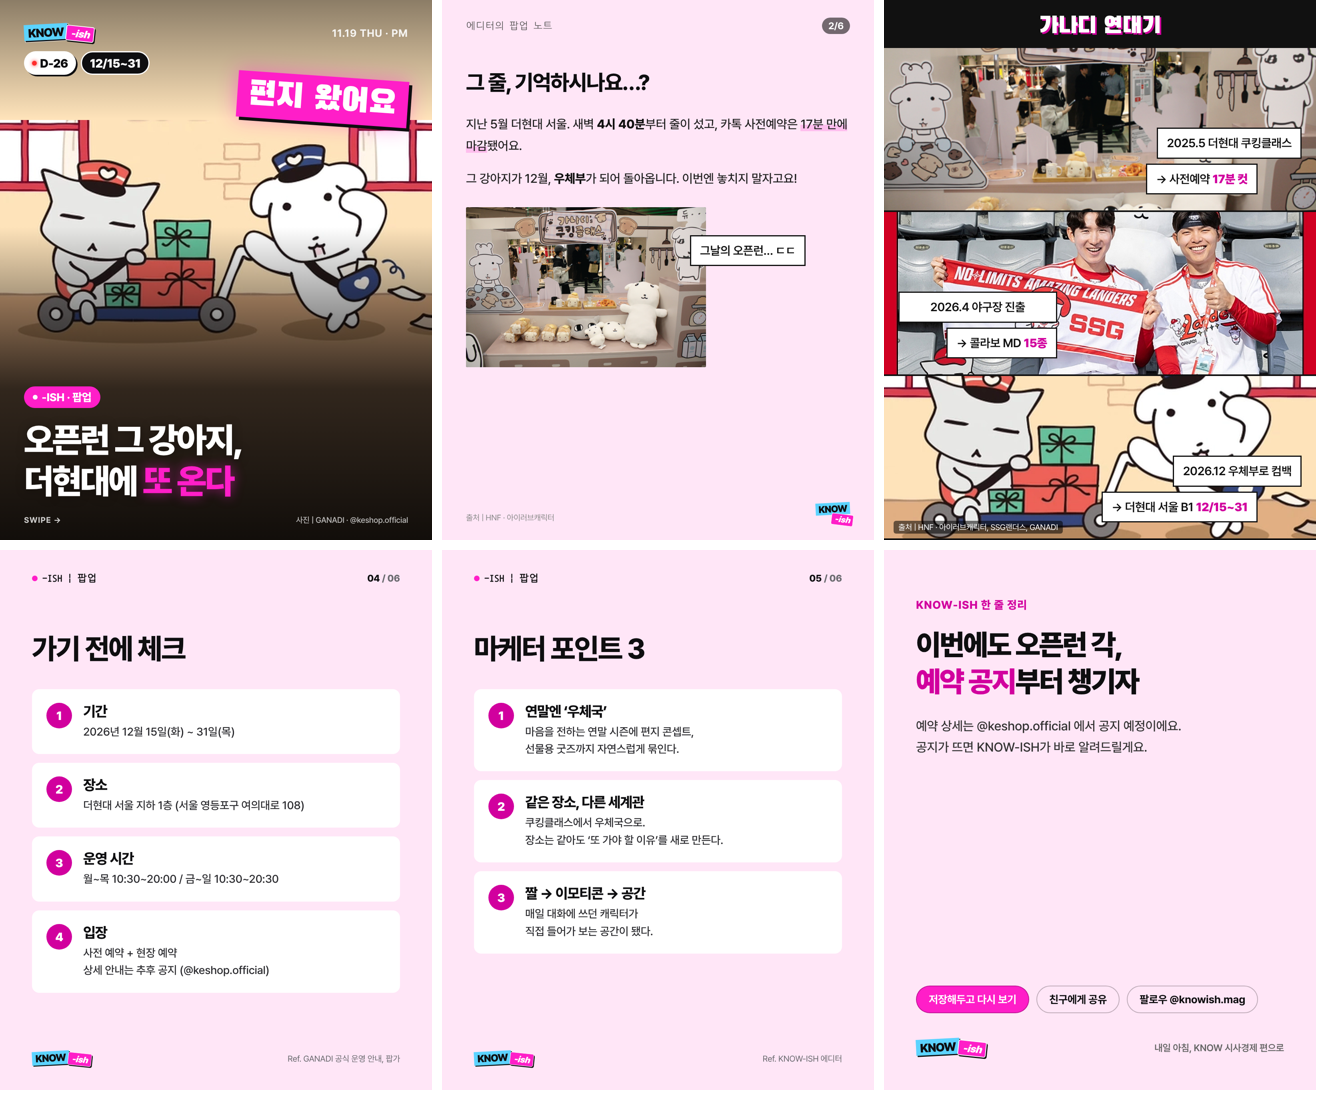 KNOW -ish
11.19 THU · PM
D-26
12/15~31
편지 왔어요
-ISH · 팝업
오픈런 그 강아지,
더현대에 또 온다
SWIPE →
사진 | GANADI · @keshop.official
에디터의 팝업 노트
2/6
그 줄, 기억하시나요...?
지난 5월 더현대 서울. 새벽 4시 40분부터 줄이 섰고, 카톡 사전예약은 17분 만에
마감됐어요.
그 강아지가 12월, 우체부가 되어 돌아옵니다. 이번엔 놓치지 말자고요!
가나디의
쿠킹클래스
그날의 오픈런... ㄷㄷ
출처 | HNF · 아이러브캐릭터
KNOW
-ish
가나디 연대기
2025.5 더현대 쿠킹클래스
→ 사전예약 17분 컷
NO LIMITS AMAZING LANDERS
SSG
Landers
2026.4 야구장 진출
→ 콜라보 MD 15종
2026.12 우체부로 컴백
→ 더현대 서울 B1 12/15~31
출처 | HNF · 아이러브캐릭터, SSG랜더스, GANADI
-ISH | 팝업
04 / 06
가기 전에 체크
1
기간
2026년 12월 15일(화) ~ 31일(목)
2
장소
더현대 서울 지하 1층 (서울 영등포구 여의대로 108)
3
운영 시간
월~목 10:30~20:00 / 금~일 10:30~20:30
4
입장
사전 예약 + 현장 예약
상세 안내는 추후 공지 (@keshop.official)
KNOW -ish
Ref. GANADI 공식 운영 안내, 팝가
-ISH | 팝업
05 / 06
마케터 포인트 3
1
연말엔 ‘우체국’
마음을 전하는 연말 시즌에 편지 콘셉트,
선물용 굿즈까지 자연스럽게 묶인다.
2
같은 장소, 다른 세계관
쿠킹클래스에서 우체국으로.
장소는 같아도 ‘또 가야 할 이유’를 새로 만든다.
3
짤 → 이모티콘 → 공간
매일 대화에 쓰던 캐릭터가
직접 들어가 보는 공간이 됐다.
KNOW -ish
Ref. KNOW-ISH 에디터
KNOW-ISH 한 줄 정리
이번에도 오픈런 각,
예약 공지부터 챙기자
예약 상세는 @keshop.official 에서 공지 예정이에요.
공지가 뜨면 KNOW-ISH가 바로 알려드릴게요.
저장해두고 다시 보기
친구에게 공유
팔로우 @knowish.mag
KNOW -ish
내일 아침, KNOW 시사경제 편으로